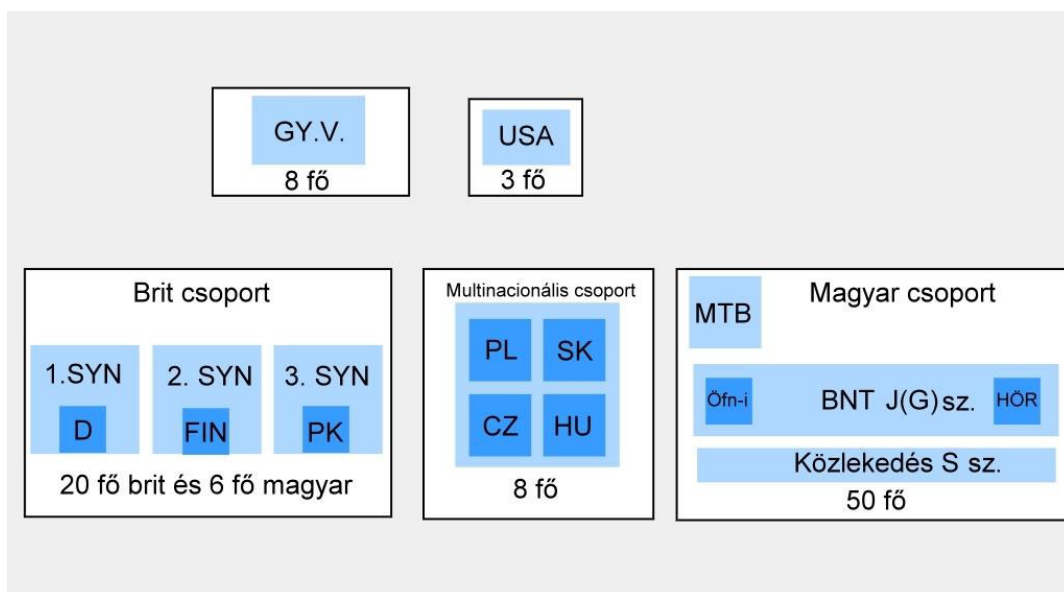 GY.V.
8 fő
USA
3 fő
Brit csoport
1.SYN
2. SYN
3. SYN
D
FIN
PK
20 fő brit és 6 fő magyar
Multinacionális csoport
PL
SK
CZ
HU
8 fő
Magyar csoport
MTB
Öfn-i
BNT J(G) sz.
HÖR
Közlekedés S sz.
50 fő